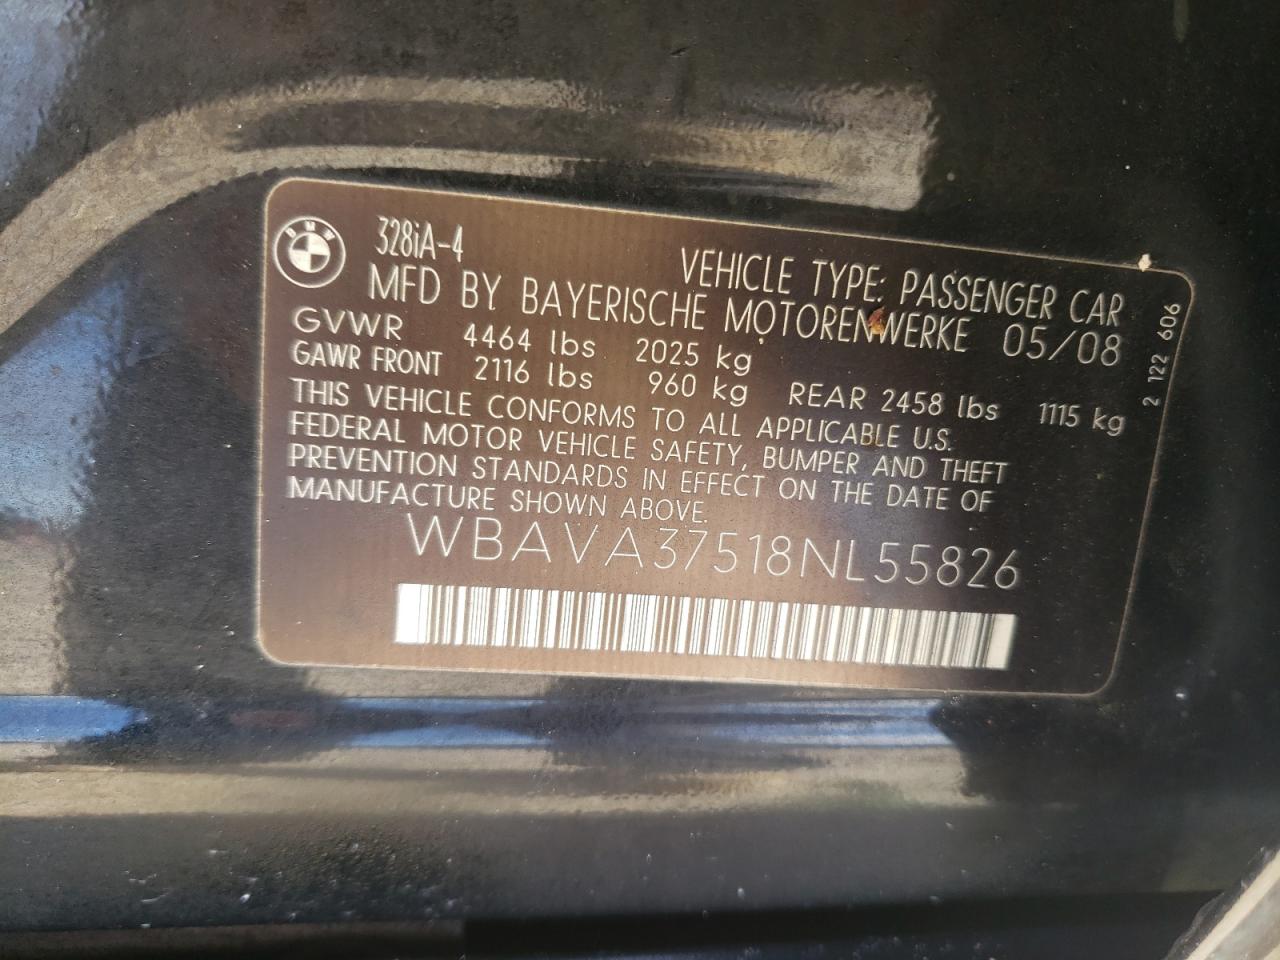 BMW
328iA-4
VEHICLE TYPE: PASSENGER CAR
MFD BY BAYERISCHE MOTORENWERKE 05/08
GVWR 4464 lbs 2025 kg
GAWR FRONT 2116 lbs 960 kg REAR 2458 lbs 1115 kg
THIS VEHICLE CONFORMS TO ALL APPLICABLE U.S.
FEDERAL MOTOR VEHICLE SAFETY, BUMPER AND THEFT
PREVENTION STANDARDS IN EFFECT ON THE DATE OF
MANUFACTURE SHOWN ABOVE.
WBAVA37518NL55826
2 122 606